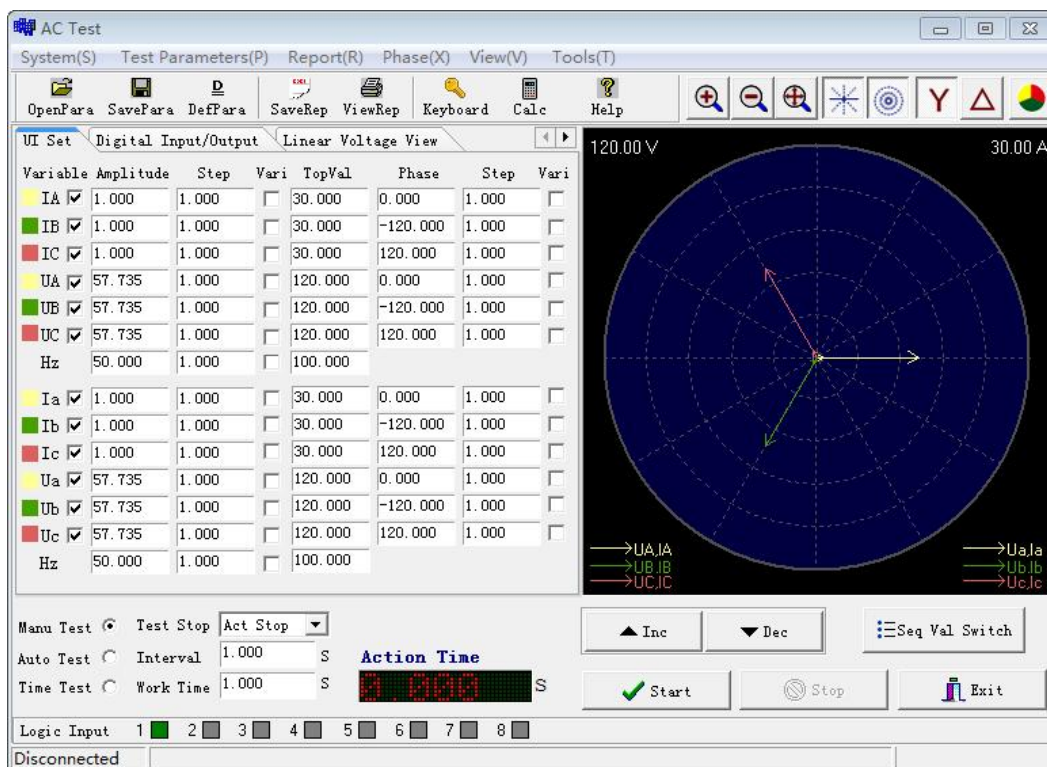 AC Test
System(S) Test Parameters(P) Report(R) Phase(X) View(V) Tools(T)
D
OpenPara SavePara DefPara SaveRep ViewRep Keyboard Calc Help
UI Set Digital Input/Output Linear Voltage View
Variable Amplitude Step Vari TopVal Phase Step Vari
IA 1.000 1.000 30.000 0.000 1.000
IB 1.000 1.000 30.000 -120.000 1.000
IC 1.000 1.000 30.000 120.000 1.000
UA 57.735 1.000 120.000 0.000 1.000
UB 57.735 1.000 120.000 -120.000 1.000
UC 57.735 1.000 120.000 120.000 1.000
Hz 50.000 1.000 100.000
Ia 1.000 1.000 30.000 0.000 1.000
Ib 1.000 1.000 30.000 -120.000 1.000
Ic 1.000 1.000 30.000 120.000 1.000
Ua 57.735 1.000 120.000 0.000 1.000
Ub 57.735 1.000 120.000 -120.000 1.000
Uc 57.735 1.000 120.000 120.000 1.000
Hz 50.000 1.000 100.000
120.00 V 30.00 A
UA,IA Ua,Ia
UB,IB Ub,Ib
UC,IC Uc,Ic
Manu Test Test Stop Act Stop
Auto Test Interval 1.000 S
Time Test Work Time 1.000 S
Action Time
0.000 S
Inc Dec Seq Val Switch
Start Stop Exit
Logic Input 1 2 3 4 5 6 7 8
Disconnected